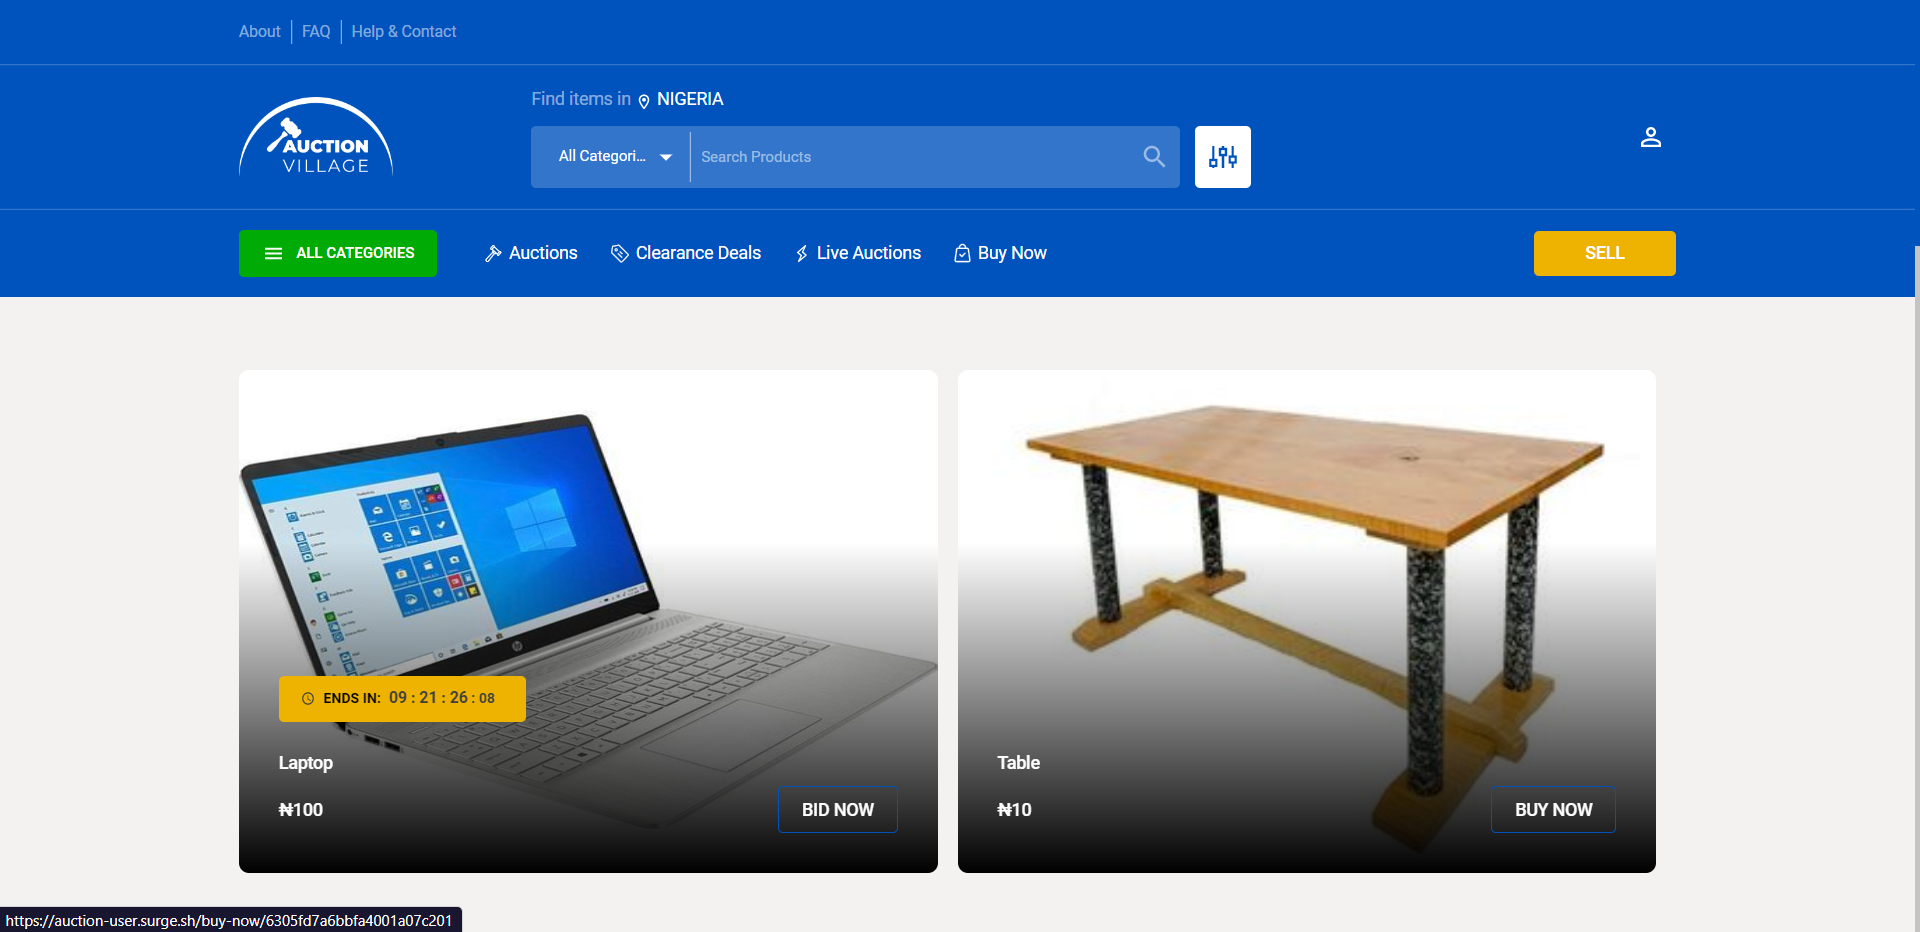 About
FAQ
Help & Contact
Find items in NIGERIA
AUCTION
VILLAGE
All Categori...
Search Products
ALL CATEGORIES
Auctions
Clearance Deals
Live Auctions
Buy Now
SELL
ENDS IN: 09 : 21 : 26 : 08
Laptop
₦100
BID NOW
Table
₦10
BUY NOW
https://auction-user.surge.sh/buy-now/6305fd7a6bbfa4001a07c201